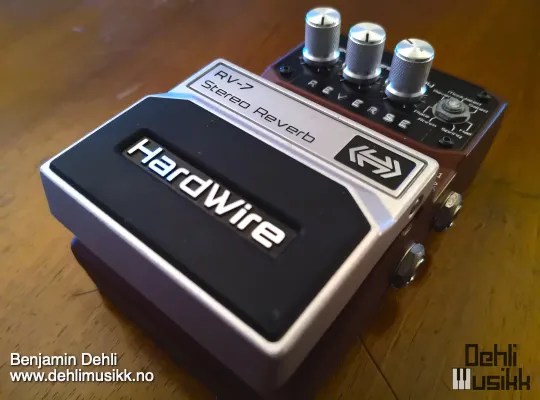 REVERSE
RV-7
Stereo Reverb
HardWire
Benjamin Dehli
www.dehlimusikk.no
Dehli
Musikk